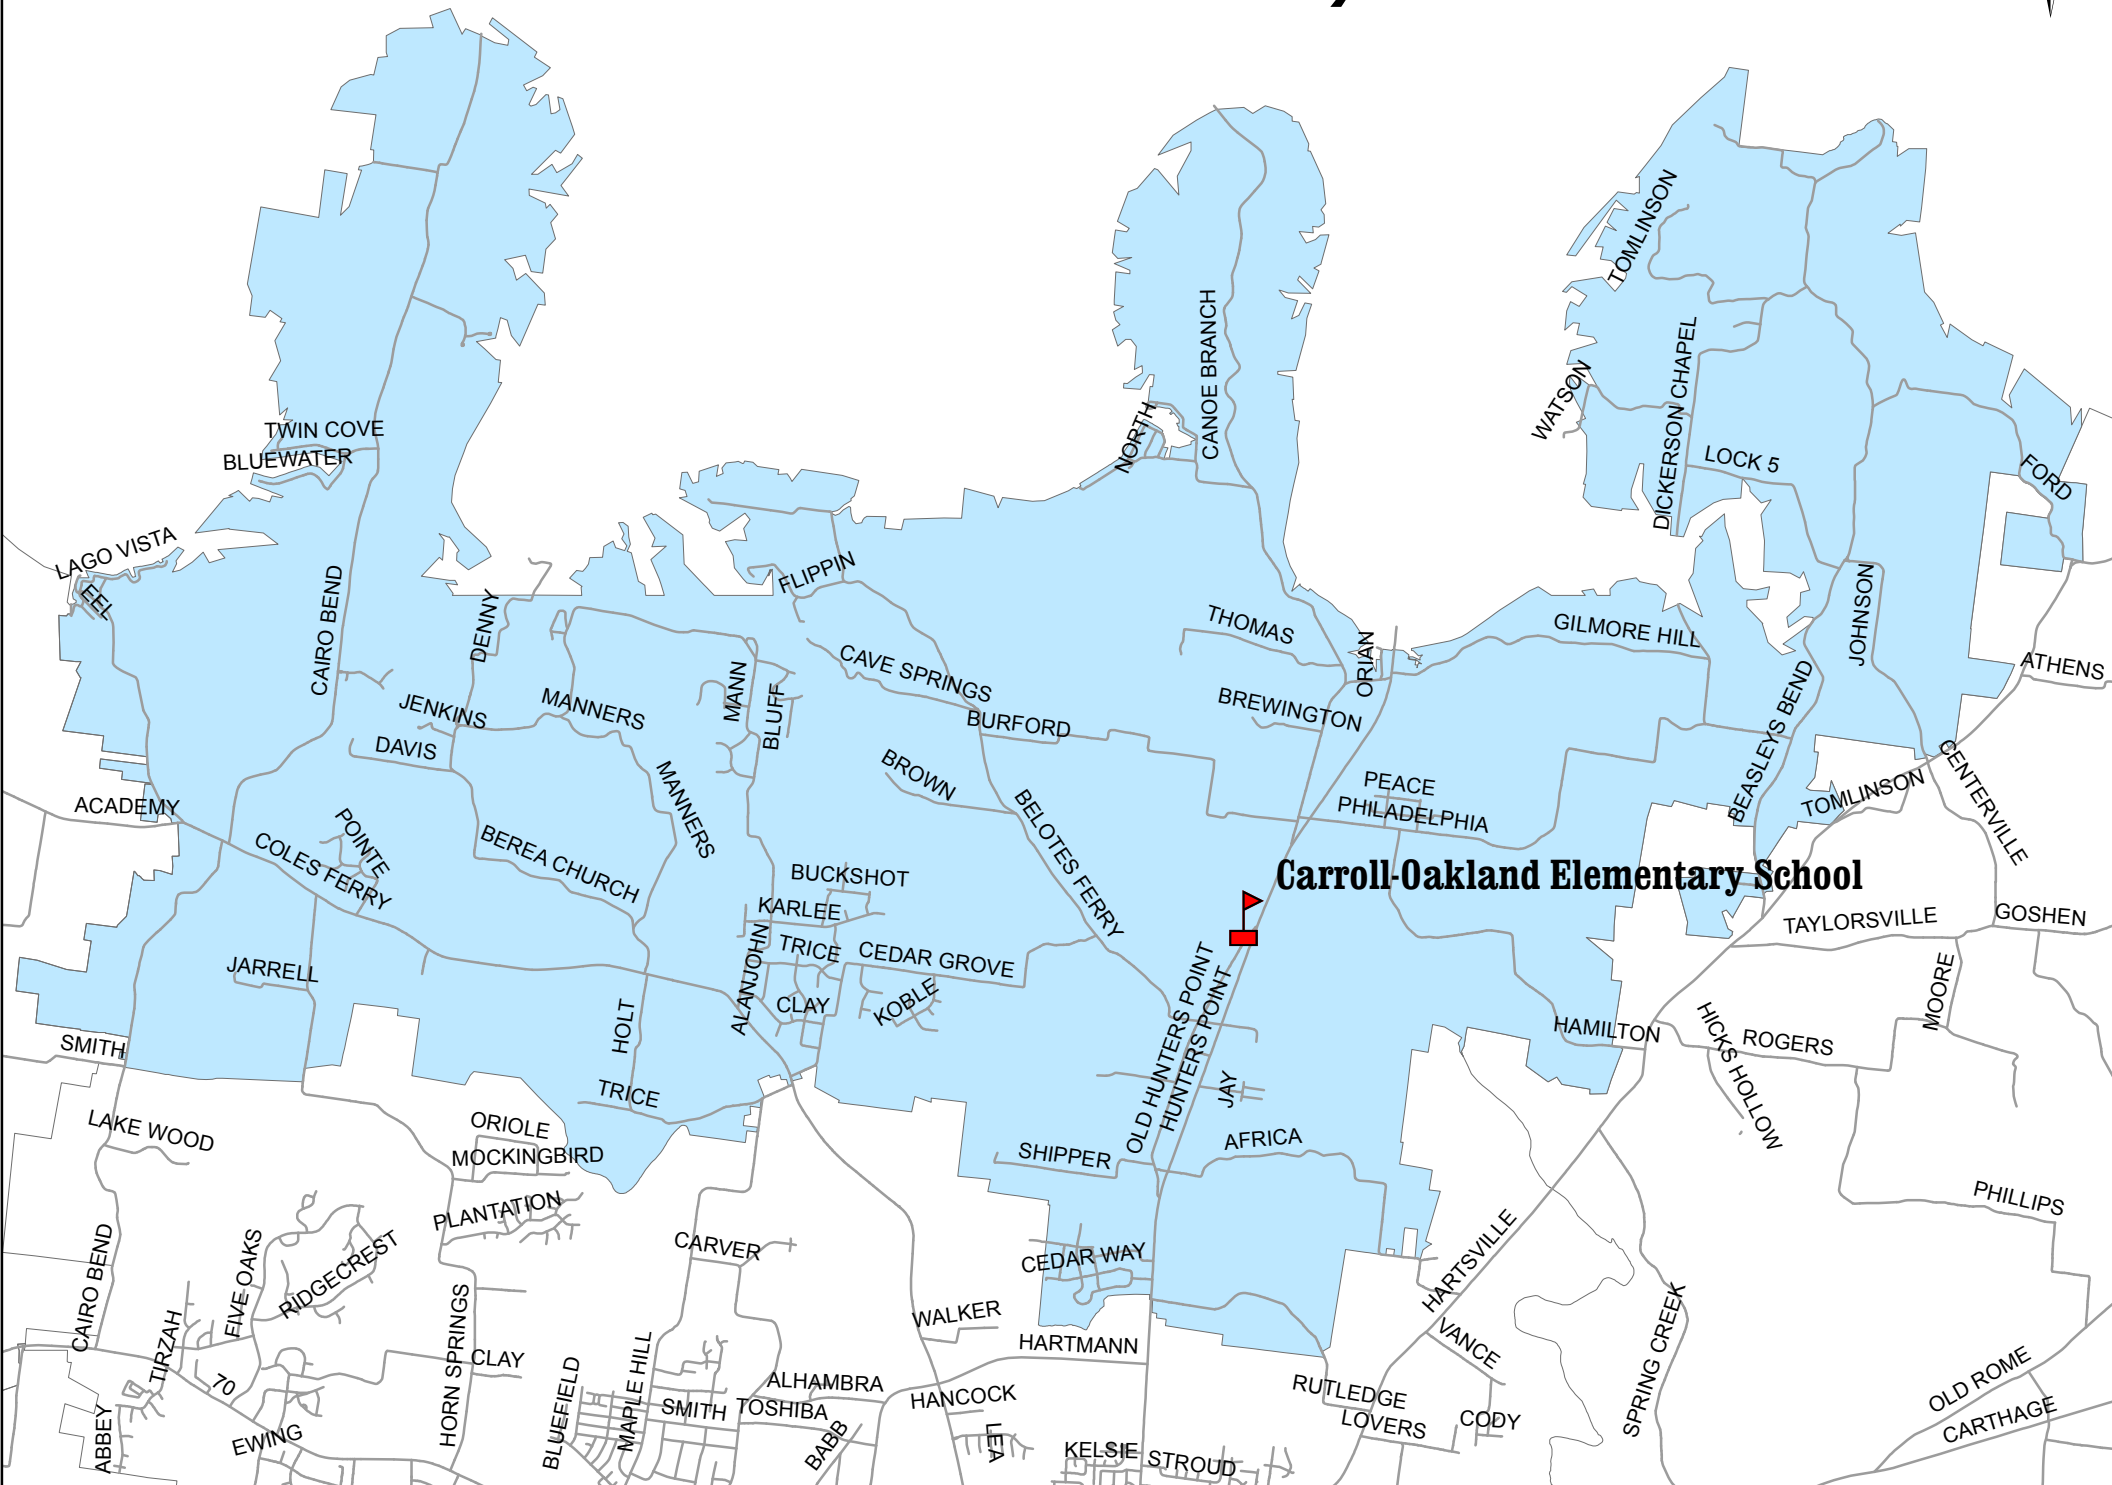 TOMLINSON
CANOE BRANCH
DICKERSON CHAPEL
WATSON
NORTH
TWIN COVE
BLUEWATER
LOCK 5
FORD
LAGO VISTA
EEL
FLIPPIN
CAIRO BEND
DENNY
THOMAS
GILMORE HILL
JOHNSON
ORIAN
CAVE SPRINGS
MANN
BLUFF
ATHENS
JENKINS
MANNERS
BREWINGTON
BURFORD
BEASLEYS BEND
DAVIS
BROWN
MANNERS
PEACE
PHILADELPHIA
TOMLINSON
CENTERVILLE
ACADEMY
POINTE
COLES FERRY
BEREA CHURCH
BELOTES FERRY
BUCKSHOT
Carroll-Oakland Elementary School
KARLEE
TAYLORSVILLE
GOSHEN
TRICE
CEDAR GROVE
ALANJOHN
JARRELL
CLAY
KOBLE
OLD HUNTERS POINT
HUNTERS POINT
MOORE
HOLT
HAMILTON
HICKS HOLLOW
ROGERS
SMITH
TRICE
JAY
LAKE WOOD
ORIOLE
MOCKINGBIRD
SHIPPER
AFRICA
PHILLIPS
PLANTATION
CARVER
CEDAR WAY
HARTSVILLE
CAIRO BEND
FIVE OAKS
RIDGECREST
TIRZAH
HORN SPRINGS
WALKER
HARTMANN
VANCE
SPRING CREEK
CLAY
70
BLUEFIELD
MAPLE HILL
ALHAMBRA
SMITH
TOSHIBA
HANCOCK
RUTLEDGE
LOVERS
CODY
OLD ROME
CARTHAGE
ABBEY
EWING
BABB
LEA
KELSIE
STROUD